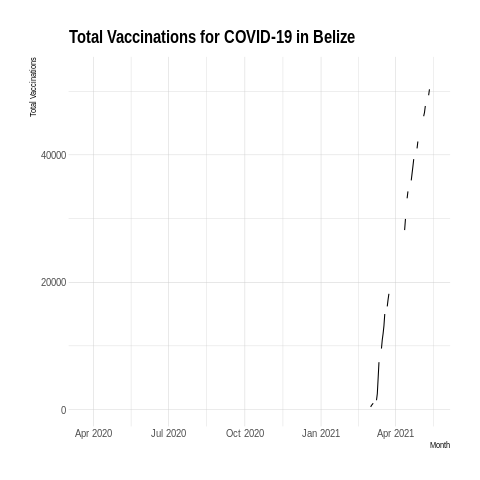 Total Vaccinations for COVID-19 in Belize
Total Vaccinations
40000
20000
0
Apr 2020 Jul 2020 Oct 2020 Jan 2021 Apr 2021
Month